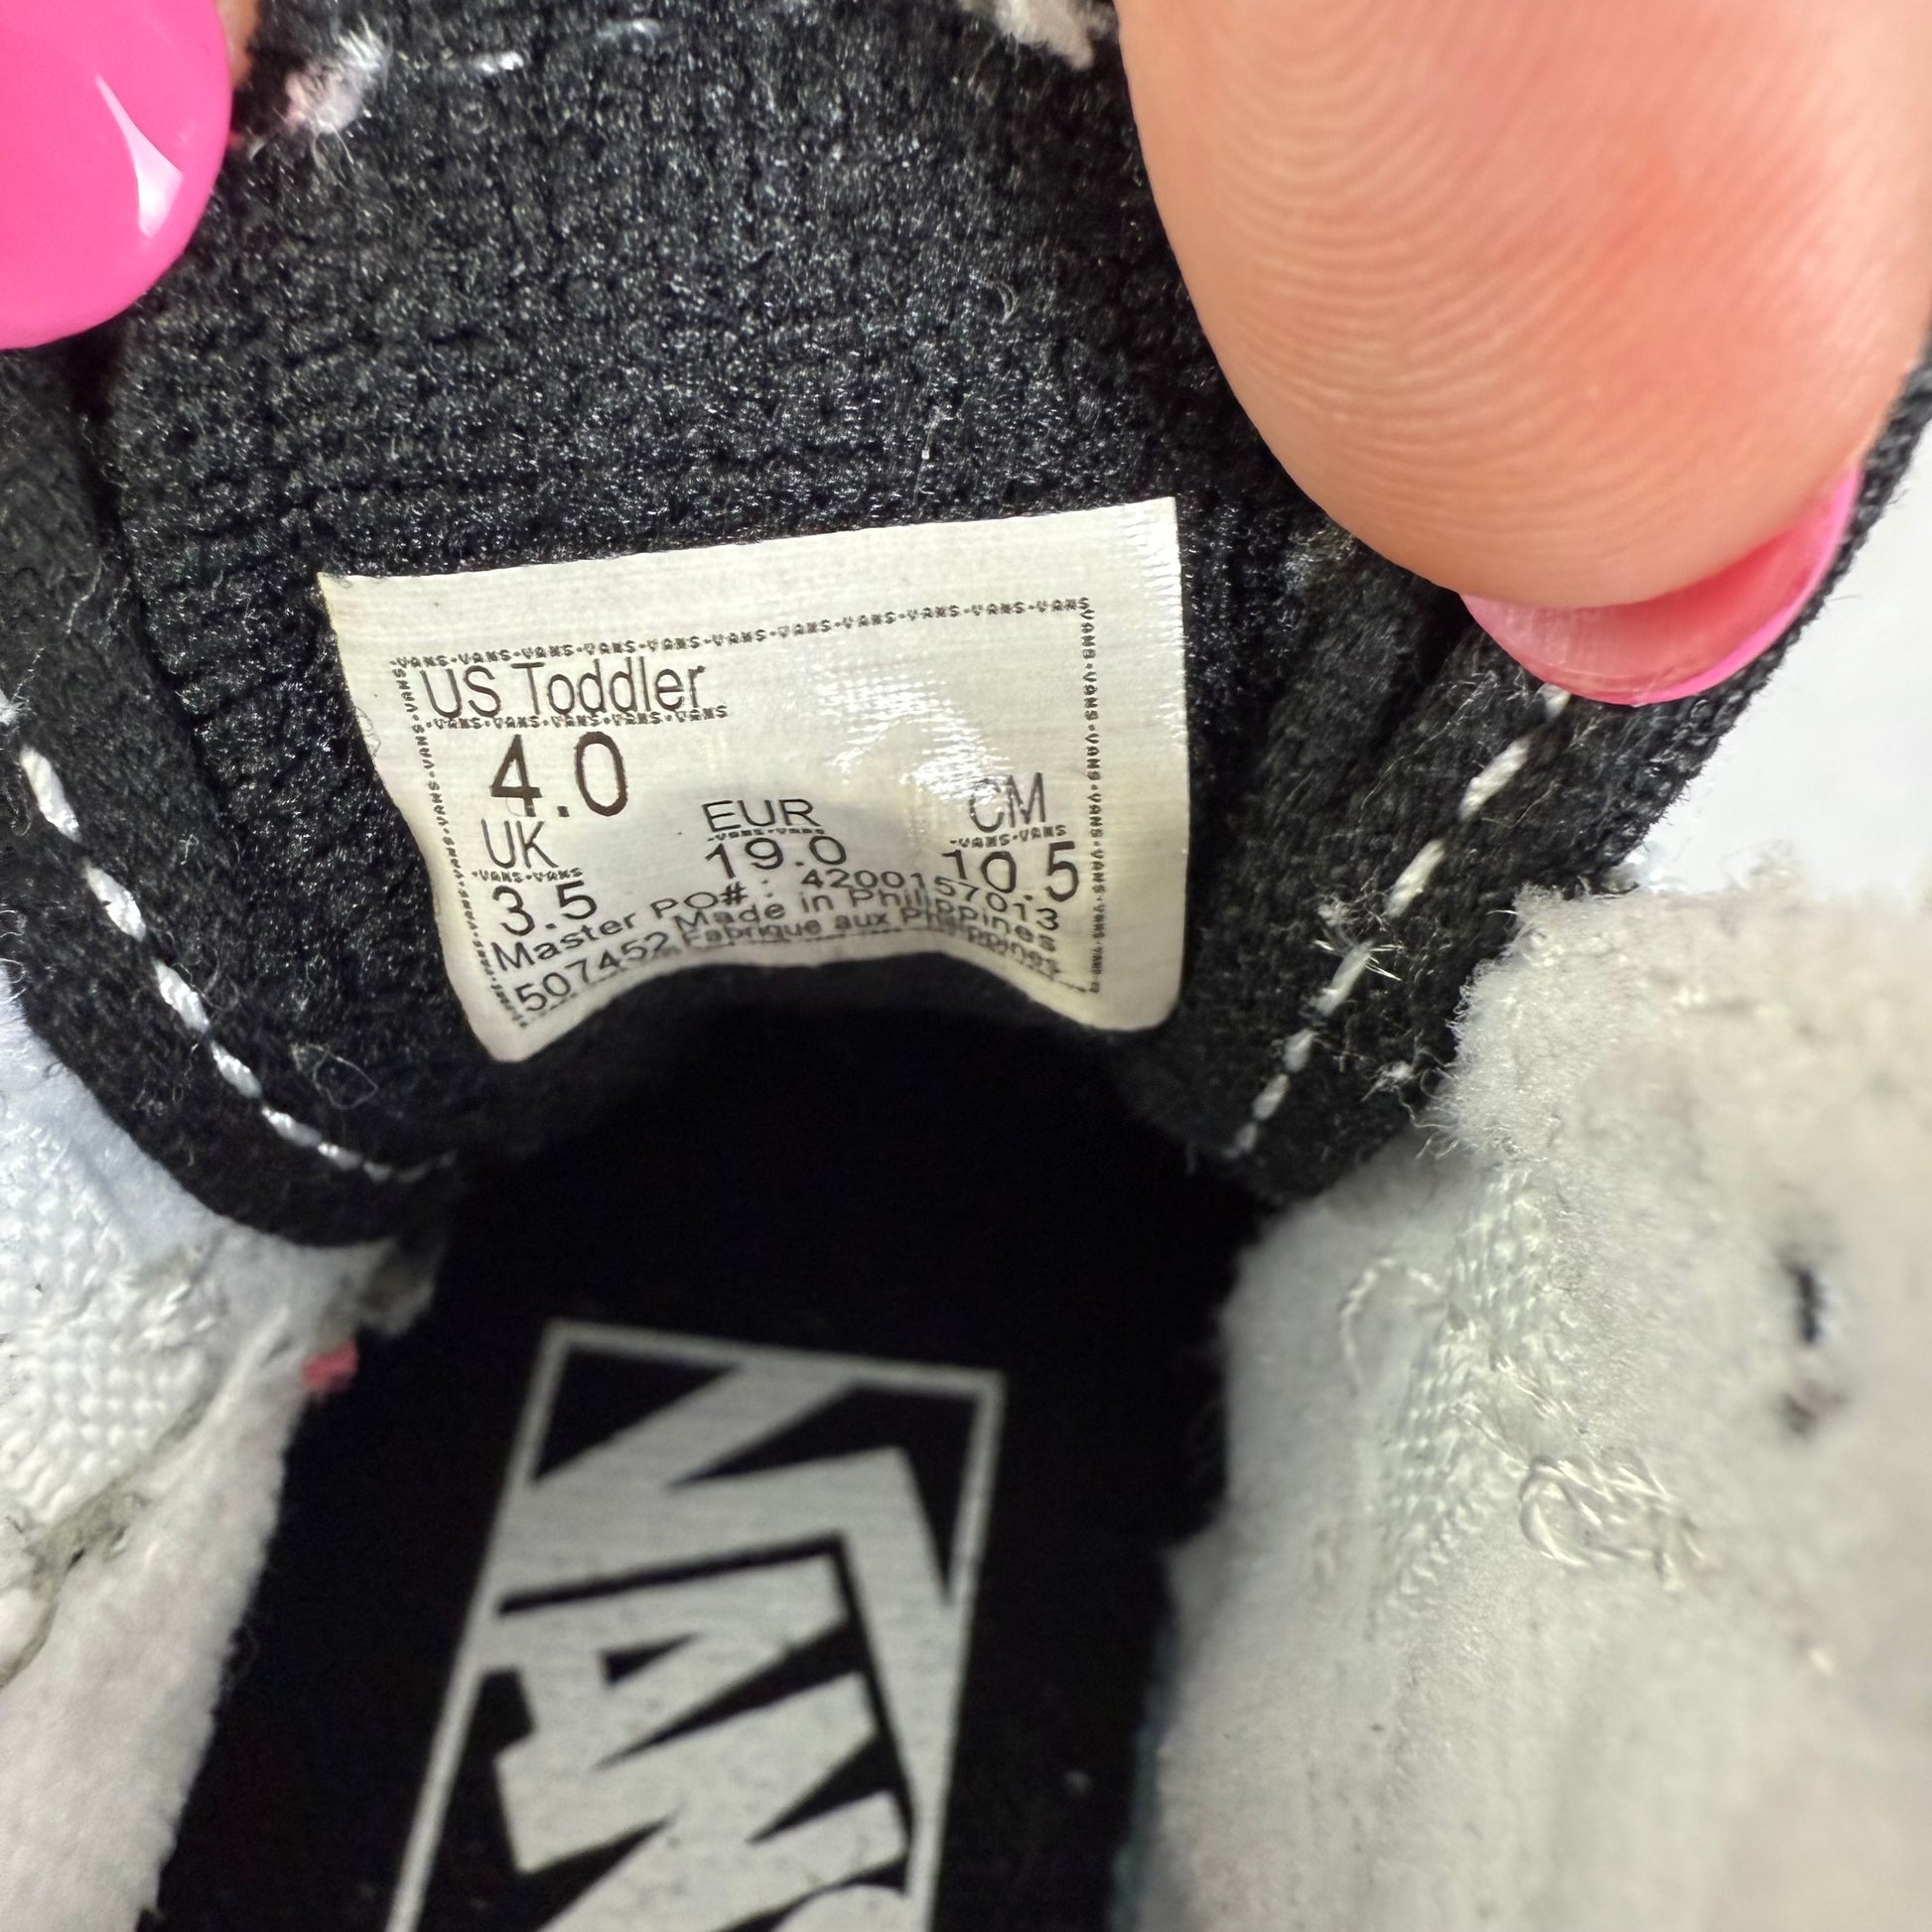 US Toddler
4.0
UK EUR CM
3.5 19.0 10.5
Master PO# : 4200157013
507452 Made in Philippines
Fabrique aux Philippines
VANS